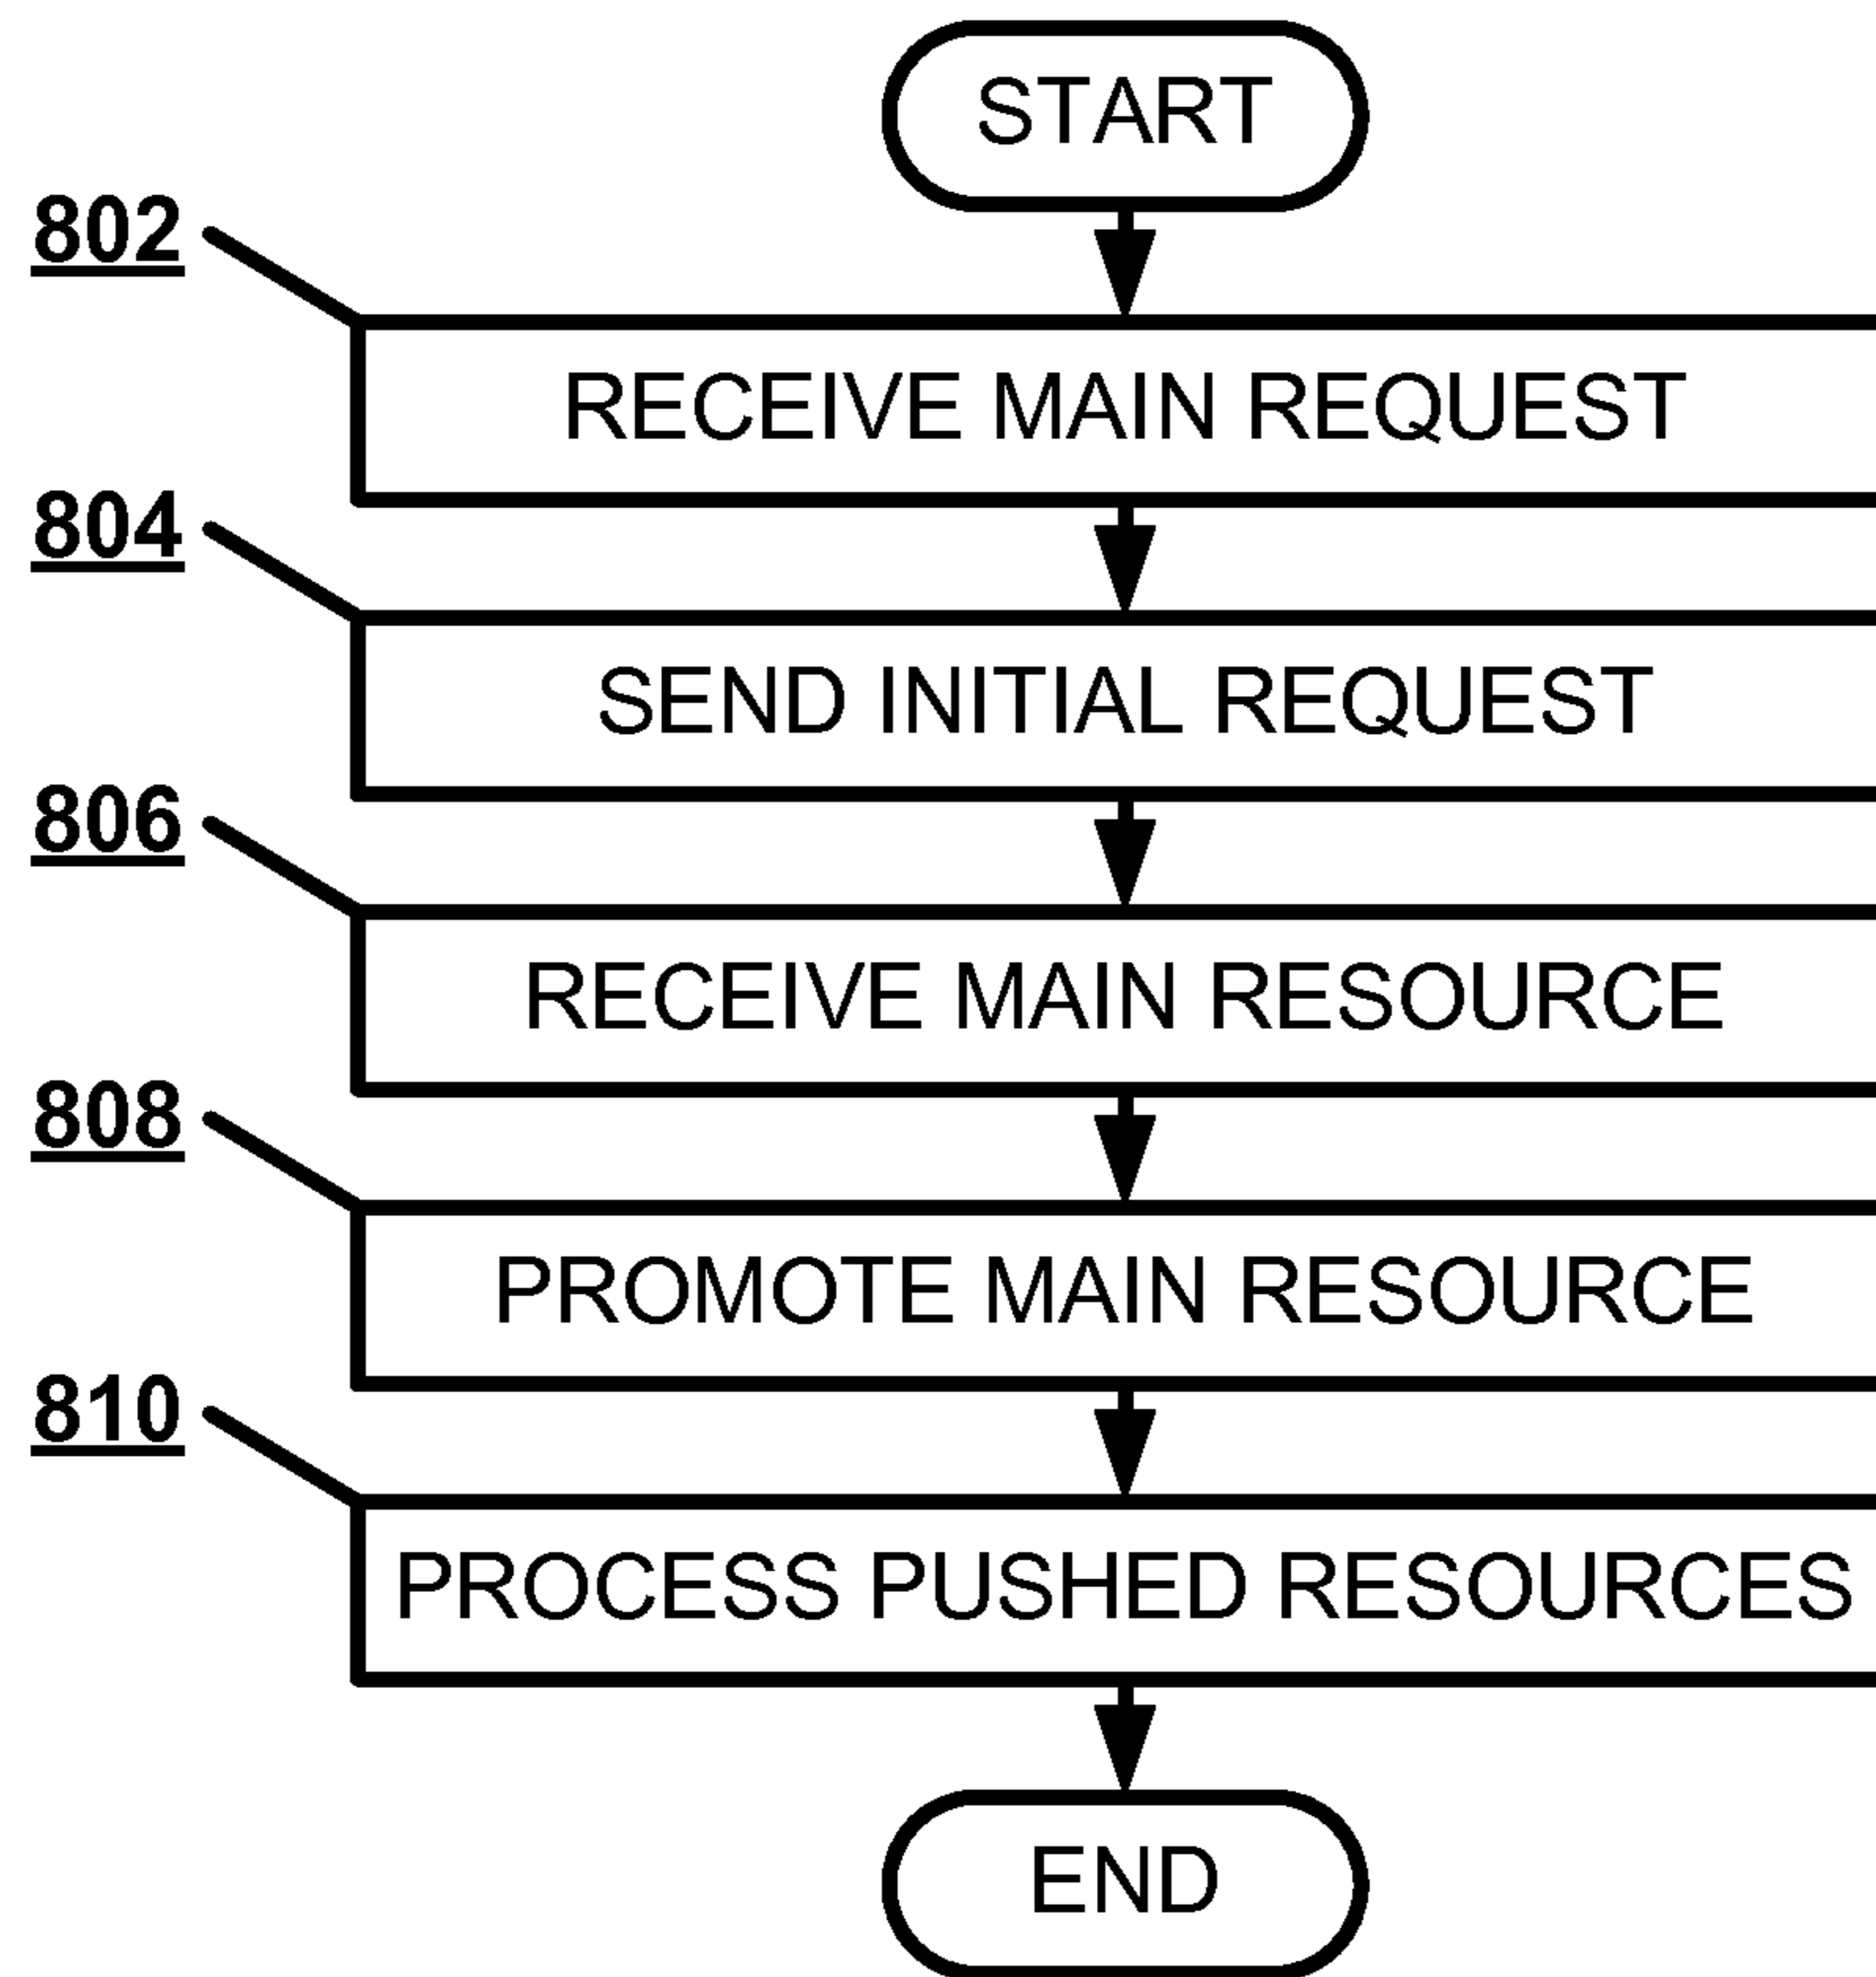 START
802
RECEIVE MAIN REQUEST
804
SEND INITIAL REQUEST
806
RECEIVE MAIN RESOURCE
808
PROMOTE MAIN RESOURCE
810
PROCESS PUSHED RESOURCES
END